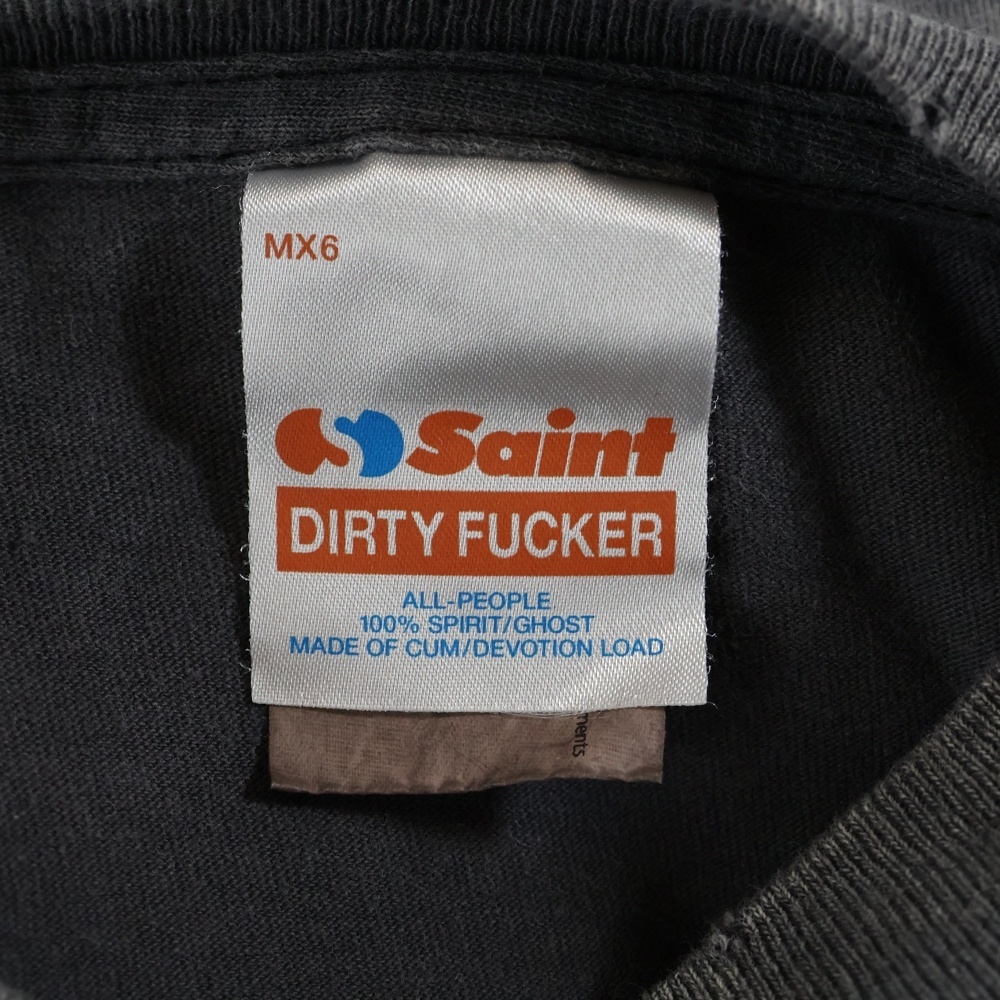 MX6
Saint
DIRTY FUCKER
ALL-PEOPLE
100% SPIRIT/GHOST
MADE OF CUM/DEVOTION LOAD